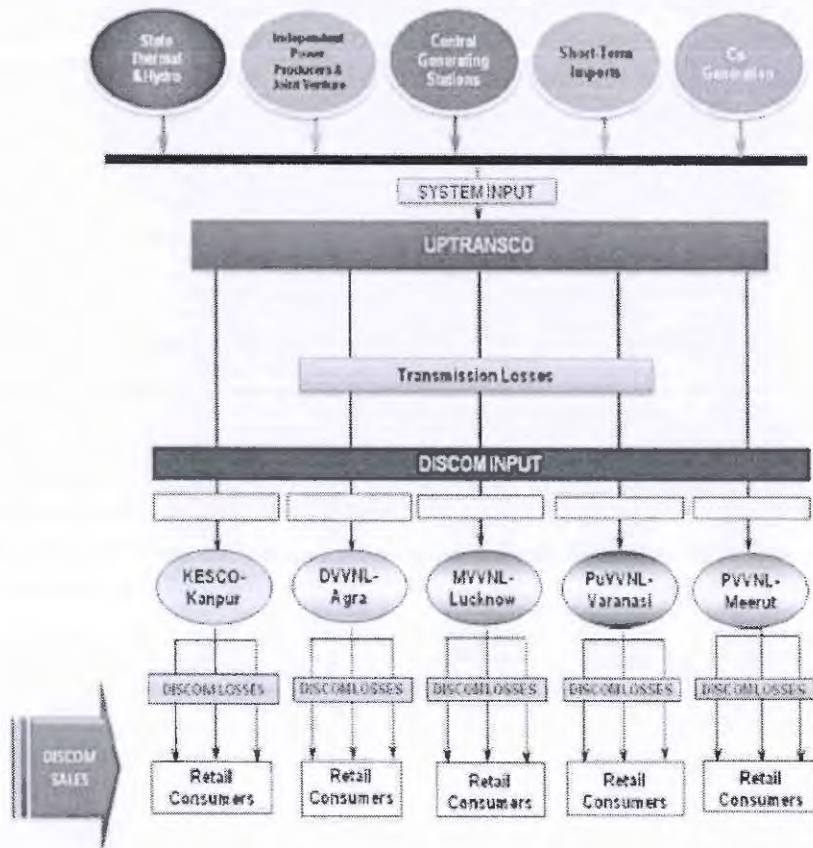 State
Thermal
& Hydro
Independent
Power
Producers &
Joint Venture
Central
Generating
Stations
Short-Term
Imports
Co
Generation
SYSTEM INPUT
UPTRANSCO
Transmission Losses
DISCOM INPUT
KESCO-
Kanpur
DVVNL-
Agra
MVVNL-
Lucknow
PuVVNL-
Varanasi
PVVNL-
Meerut
DISCOM LOSSES
DISCOM LOSSES
DISCOM LOSSES
DISCOM LOSSES
DISCOM LOSSES
DISCOM
SALES
Retail
Consumers
Retail
Consumers
Retail
Consumers
Retail
Consumers
Retail
Consumers